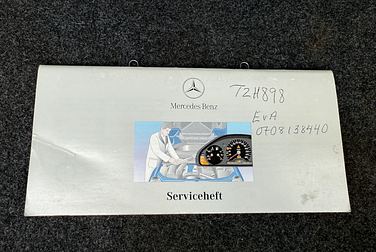 Mercedes Benz
TZH898
EvA
0708138440
Serviceheft